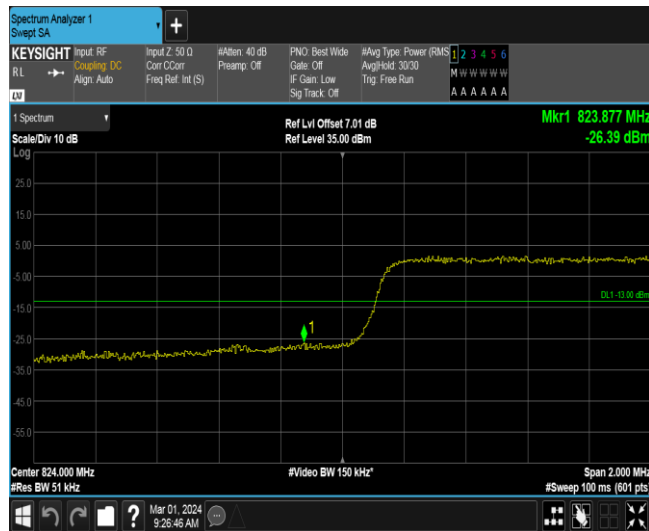 Spectrum Analyzer 1
Swept SA
+
KEYSIGHT
RL
LXI
Input: RF
Coupling: DC
Align: Auto
Input Z: 50 Ω
Corr CCorr
Freq Ref: Int (S)
#Atten: 40 dB
Preamp: Off
PNO: Best Wide
Gate: Off
IF Gain: Low
Sig Track: Off
#Avg Type: Power (RMS)
Avg|Hold: 30/30
Trig: Free Run
1 2 3 4 5 6
M W W W W W
A A A A A A
1 Spectrum
Scale/Div 10 dB
Ref Lvl Offset 7.01 dB
Ref Level 35.00 dBm
Mkr1 823.877 MHz
-26.39 dBm
Log
25.0
15.0
5.00
-5.00
DL1 -13.00 dBm
-15.0
1
-25.0
-35.0
-45.0
-55.0
Center 824.000 MHz
#Res BW 51 kHz
#Video BW 150 kHz*
Span 2.000 MHz
#Sweep 100 ms (601 pts)
?
Mar 01, 2024
9:26:46 AM